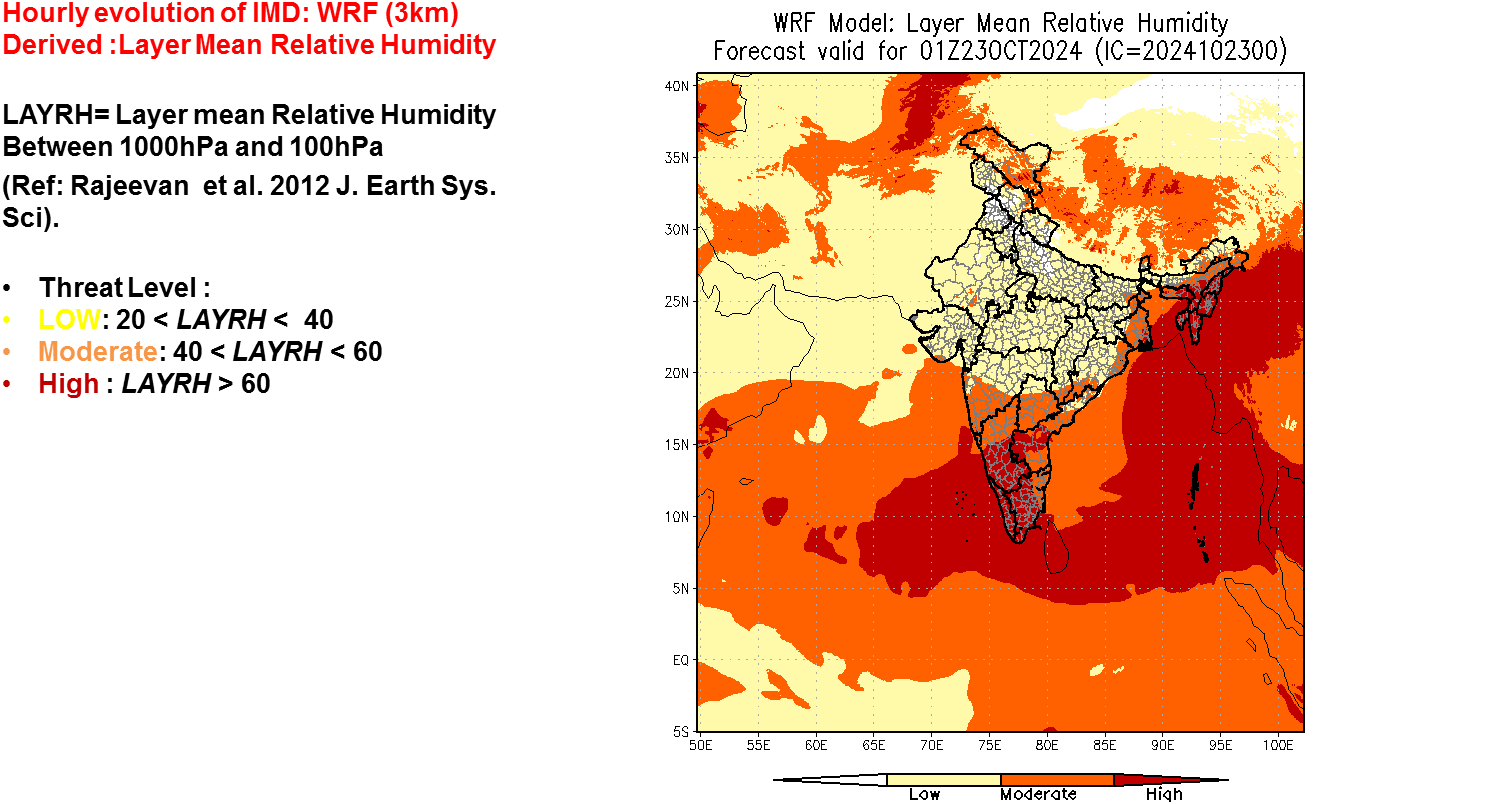 Hourly evolution of IMD: WRF (3km)
Derived :Layer Mean Relative Humidity
LAYRH= Layer mean Relative Humidity
Between 1000hPa and 100hPa
(Ref: Rajeevan et al. 2012 J. Earth Sys.
Sci).
• Threat Level :
• LOW: 20 < LAYRH < 40
• Moderate: 40 < LAYRH < 60
• High : LAYRH > 60
WRF Model: Layer Mean Relative Humidity
Forecast valid for 01Z23OCT2024 (IC=2024102300)
40N
35N
30N
25N
20N
15N
10N
5N
EQ
5S
50E 55E 60E 65E 70E 75E 80E 85E 90E 95E 100E
Low Moderate High